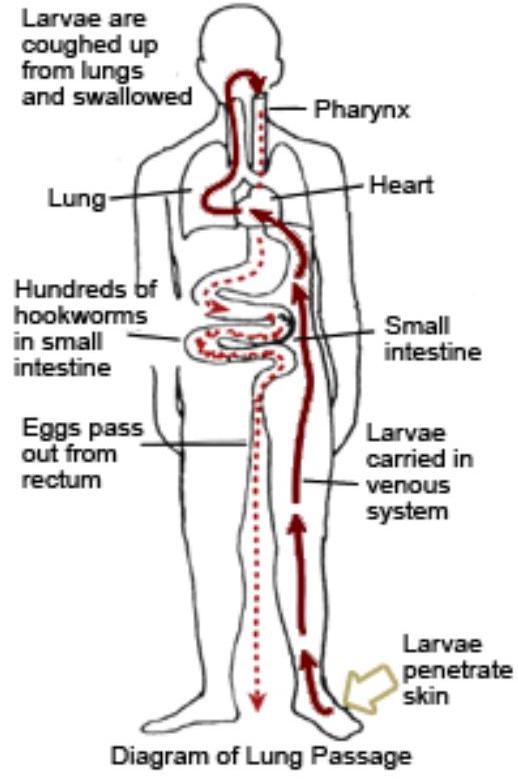 Larvae are
coughed up
from lungs
and swallowed
Pharynx
Lung
Heart
Hundreds of
hookworms
in small
intestine
Small
intestine
Eggs pass
out from
rectum
Larvae
carried in
venous
system
Larvae
penetrate
skin
Diagram of Lung Passage